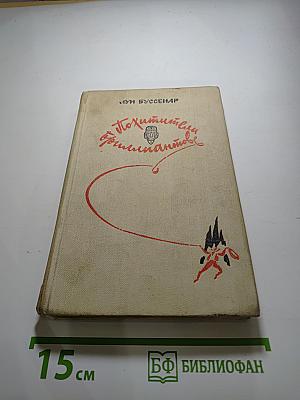 ЛУИ БУССЕНАР
Похитители
бриллиантов
15 см
БФ
БИБЛИОФАН